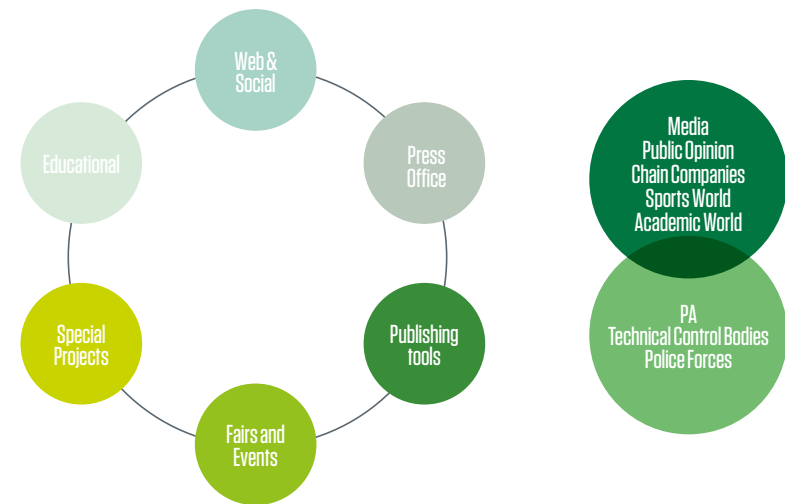 Web &
Social
Educational
Press
Office
Special
Projects
Publishing
tools
Fairs and
Events
Media
Public Opinion
Chain Companies
Sports World
Academic World
PA
Technical Control Bodies
Police Forces